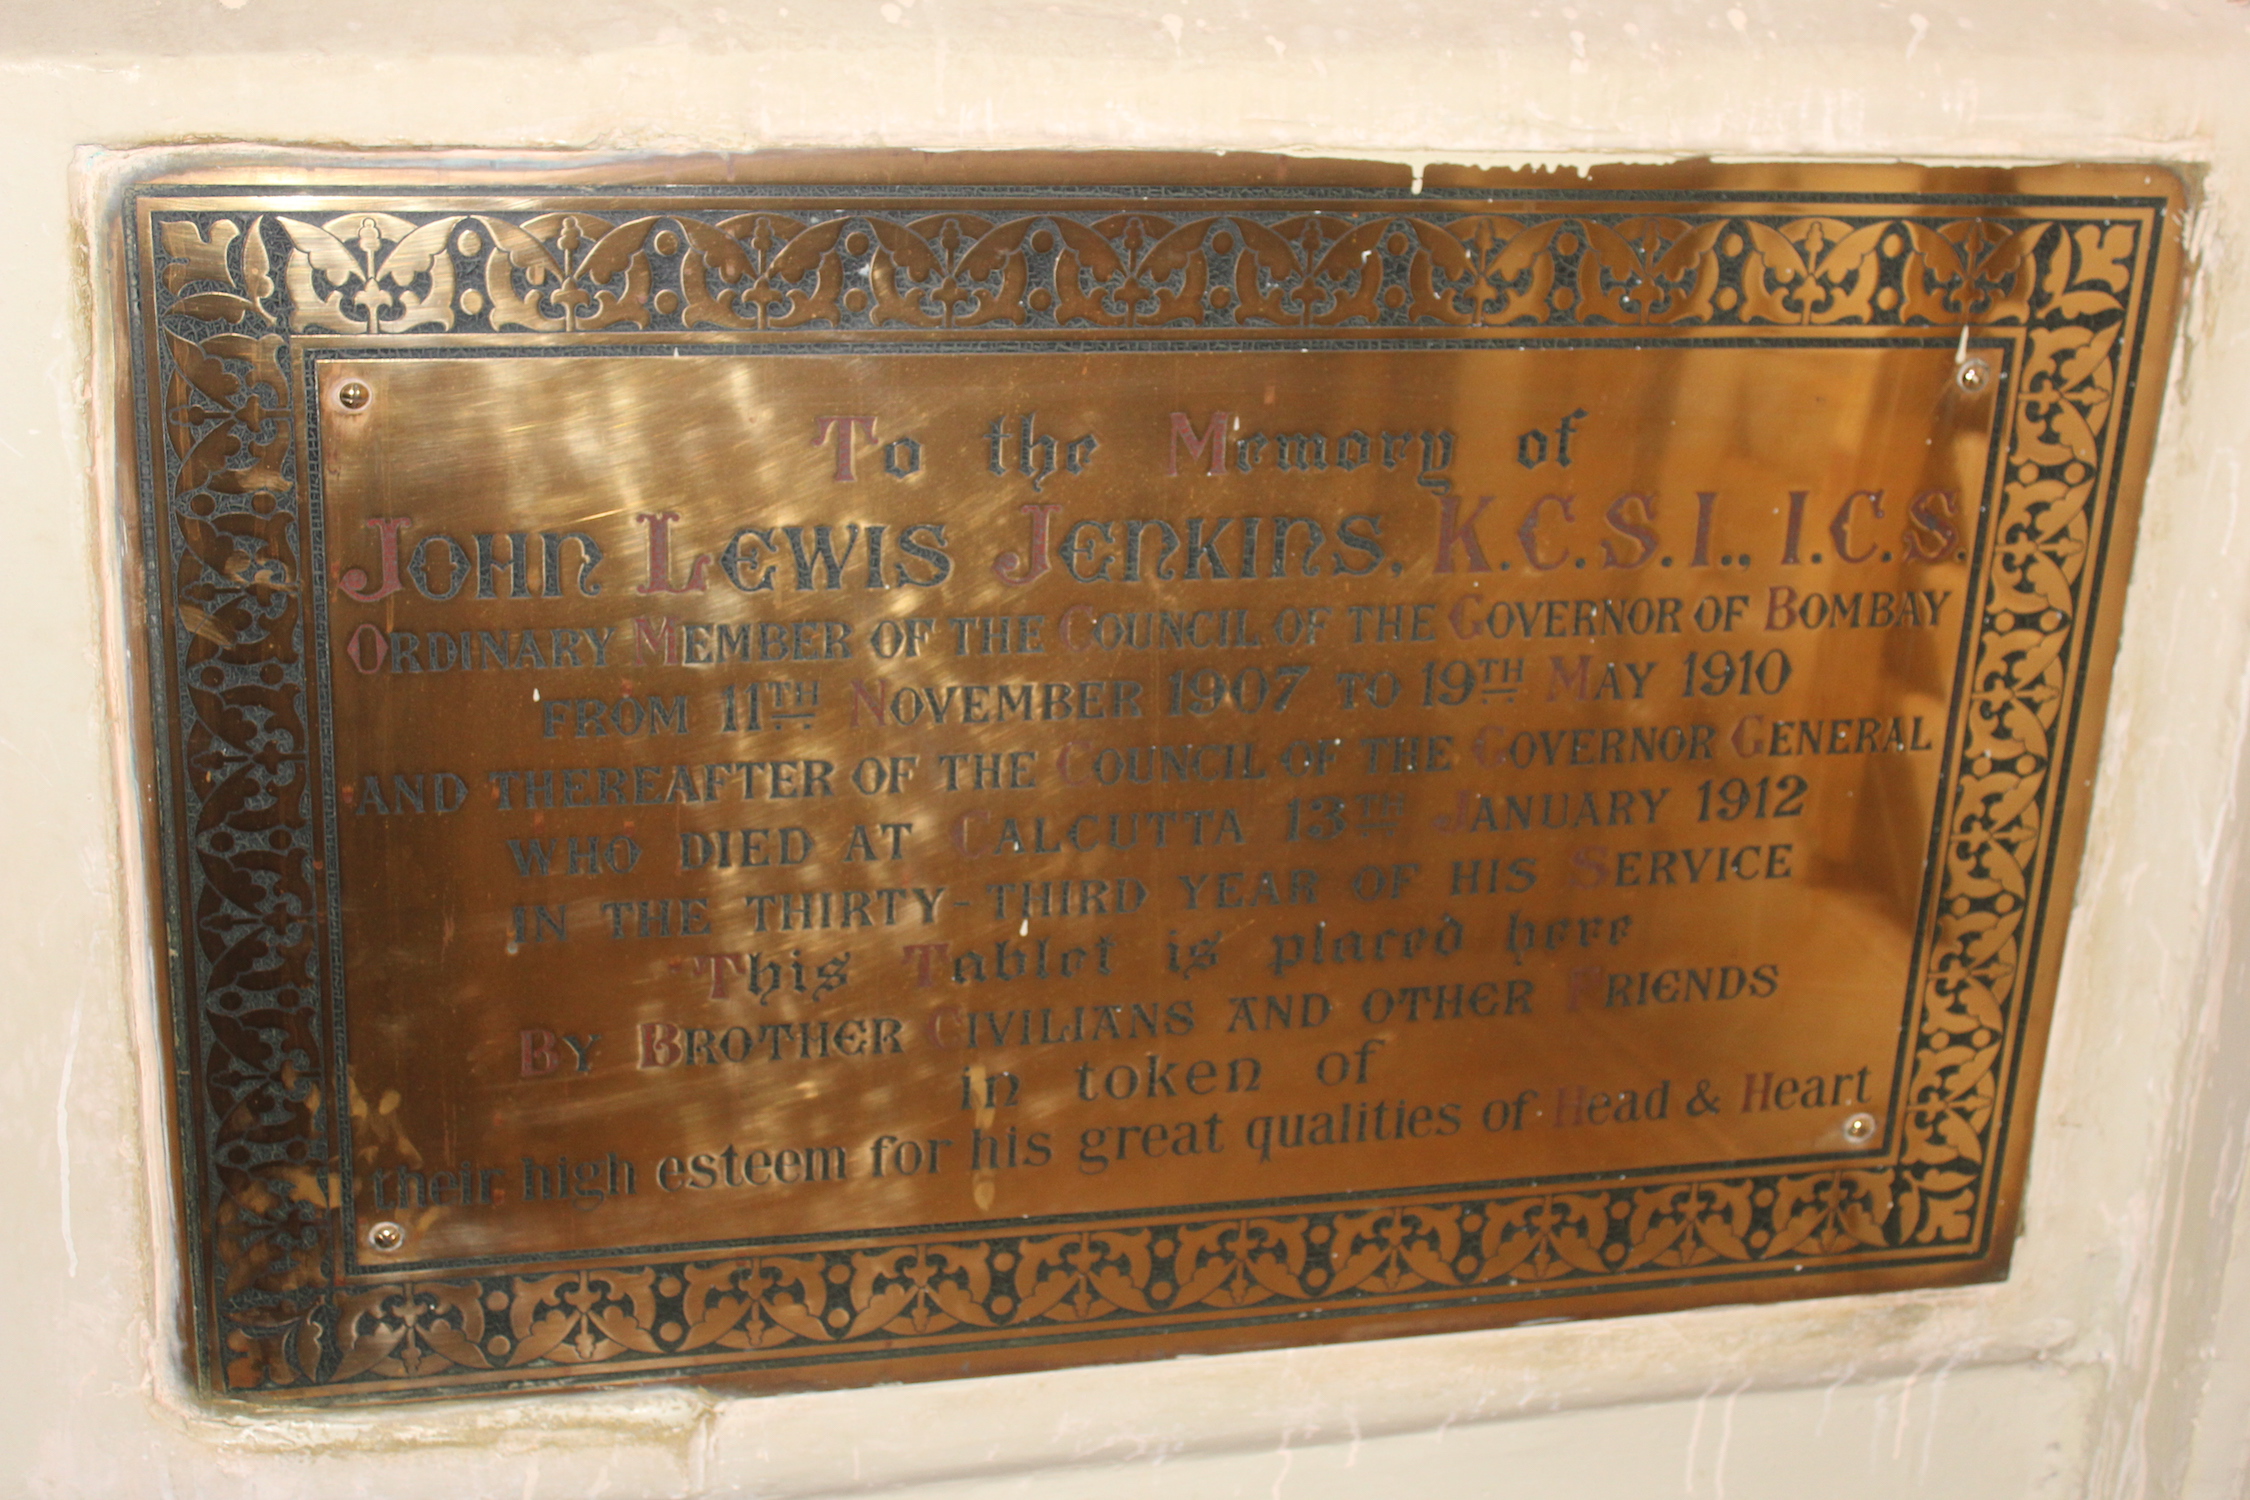 To the Memory of
John Lewis Jenkins, K.C.S.I., I.C.S.
Ordinary Member of the Council of the Governor of Bombay
from 11TH November 1907 to 19TH May 1910
and thereafter of the Council of the Governor General
who died at Calcutta 13TH January 1912
in the thirty-third year of his Service
This Tablet is placed here
By Brother Civilians and other Friends
in token of
their high esteem for his great qualities of Head & Heart